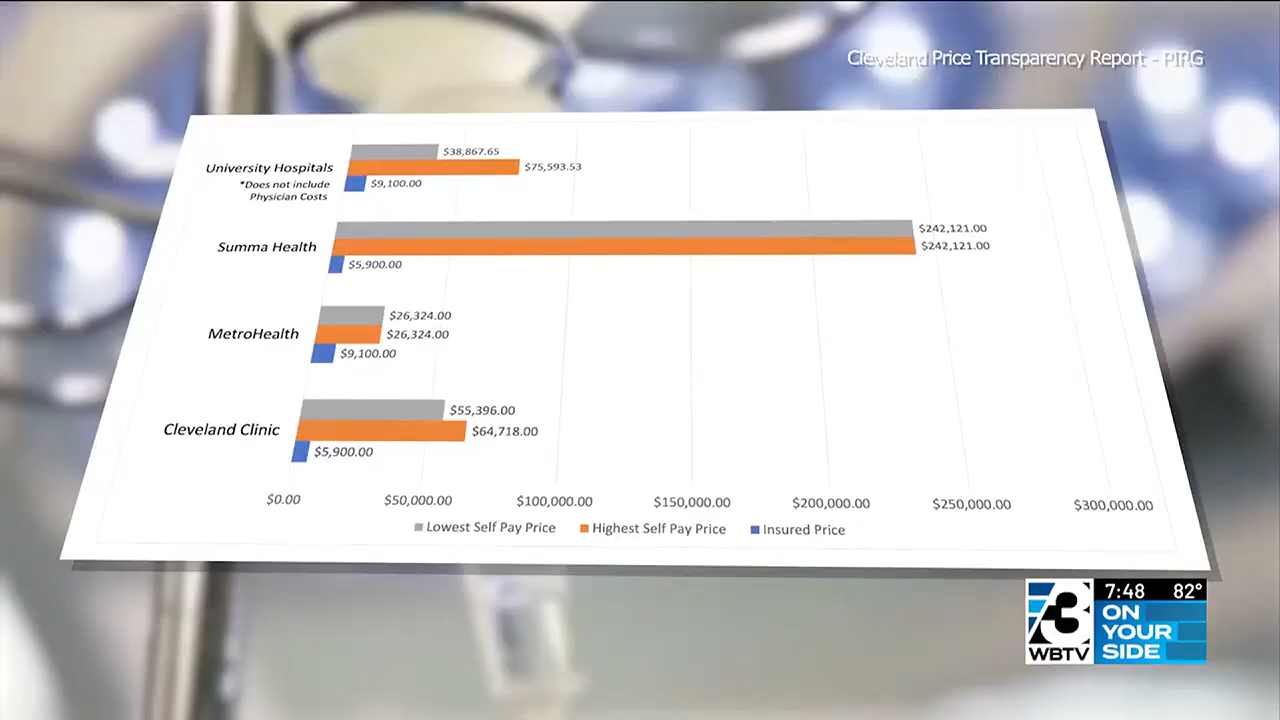 Cleveland Price Transparency Report - PIRG
University Hospitals
*Does not include
Physician Costs
$38,867.65
$75,593.53
$9,100.00
Summa Health
$242,121.00
$242,121.00
$5,900.00
MetroHealth
$26,324.00
$26,324.00
$9,100.00
Cleveland Clinic
$55,396.00
$64,718.00
$5,900.00
$0.00 $50,000.00 $100,000.00 $150,000.00 $200,000.00 $250,000.00 $300,000.00
Lowest Self Pay Price Highest Self Pay Price Insured Price
3
WBTV
7:48 82°
ON
YOUR
SIDE